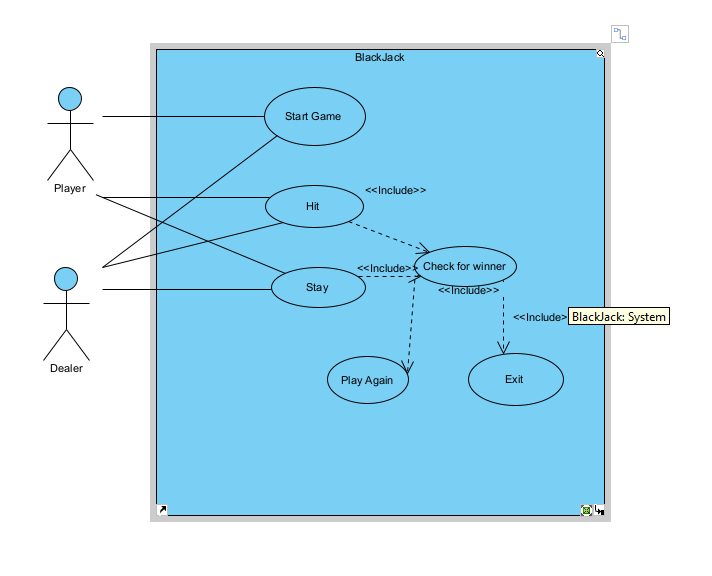 BlackJack
Start Game
Player
<<Include>>
Hit
<<Include>>
Check for winner
Stay
<<Include>>
<<Include>
BlackJack: System
Dealer
Play Again
Exit